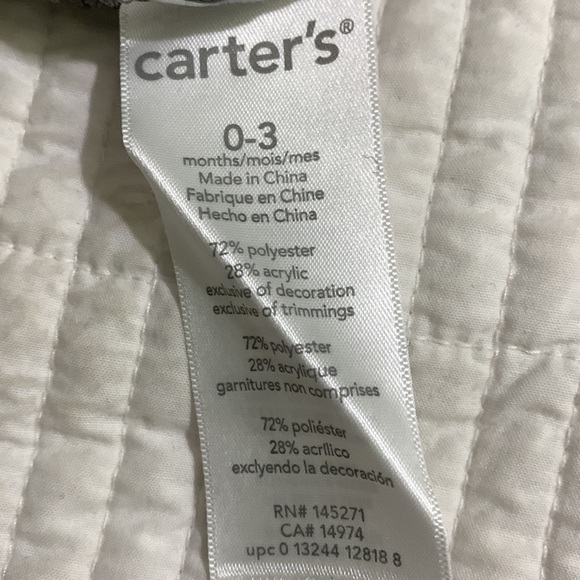 carter's®
0-3
months/mois/mes
Made in China
Fabrique en Chine
Hecho en China
72% polyester
28% acrylic
exclusive of decoration
exclusive of trimmings
72% polyester
28% acrylique
garnitures non comprises
72% poliéster
28% acrílico
exclyendo la decoración
RN# 145271
CA# 14974
upc 0 13244 12818 8